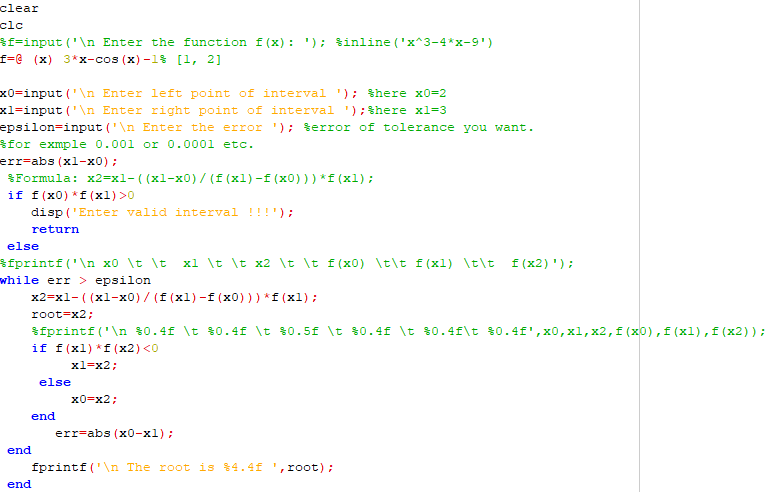 clear
clc
%f=input('\n Enter the function f(x): '); %inline('x^3-4*x-9')
f=@ (x) 3*x-cos(x)-1% [1, 2]
x0=input('\n Enter left point of interval '); %here x0=2
x1=input('\n Enter right point of interval ');%here x1=3
epsilon=input('\n Enter the error '); %error of tolerance you want.
%for exmple 0.001 or 0.0001 etc.
err=abs(x1-x0);
%Formula: x2=x1-((x1-x0)/(f(x1)-f(x0)))*f(x1);
if f(x0)*f(x1)>0
disp('Enter valid interval !!!');
return
else
%fprintf('\n x0 \t \t x1 \t \t x2 \t \t f(x0) \t\t f(x1) \t\t f(x2)');
while err > epsilon
x2=x1-((x1-x0)/(f(x1)-f(x0)))*f(x1);
root=x2;
%fprintf('\n %0.4f \t %0.4f \t %0.5f \t %0.4f \t %0.4f\t %0.4f',x0,x1,x2,f(x0),f(x1),f(x2));
if f(x1)*f(x2)<0
x1=x2;
else
x0=x2;
end
err=abs(x0-x1);
end
fprintf('\n The root is %4.4f ',root);
end